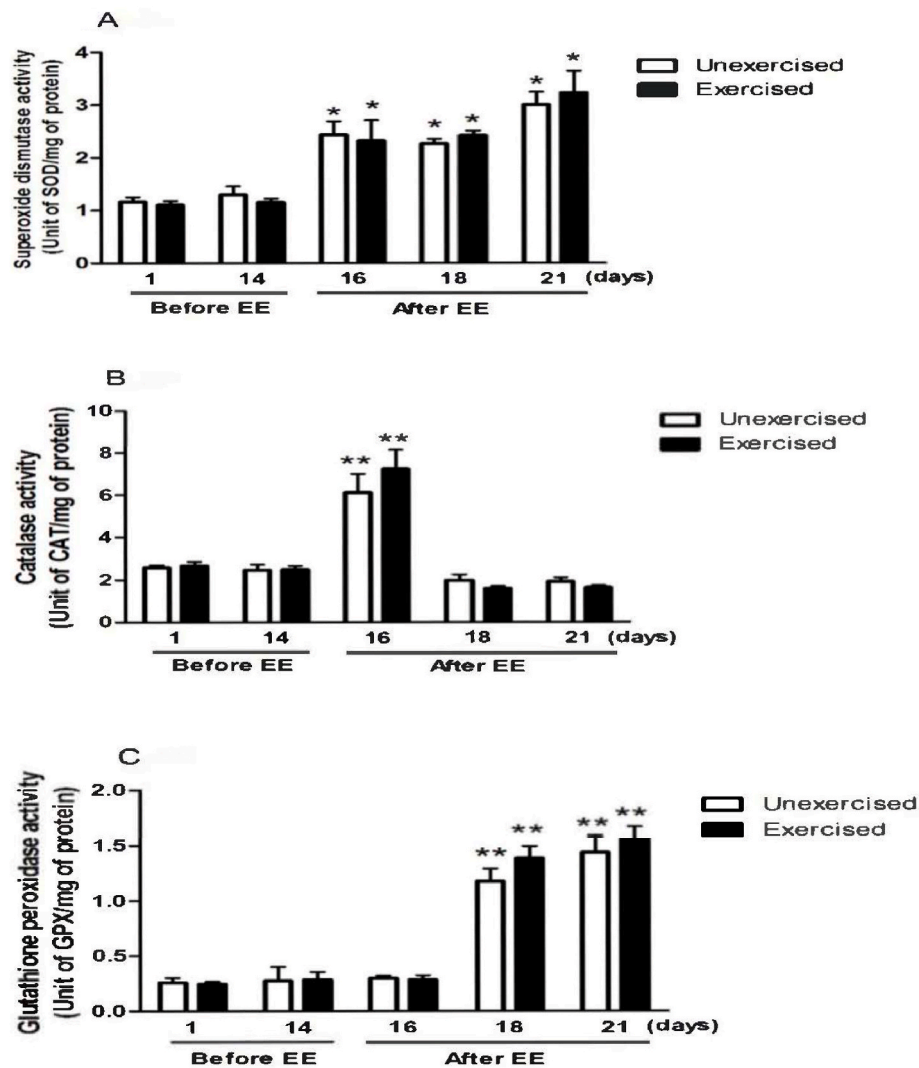 A
Superoxide dismutase activity
(Unit of SOD/mg of protein)
4
3
2
1
0
* * * * * *
Unexercised
Exercised
1 14 16 18 21 (days)
Before EE After EE
B
Catalase activity
(Unit of CAT/mg of protein)
10
8
6
4
2
0
** **
Unexercised
Exercised
1 14 16 18 21 (days)
Before EE After EE
C
Glutathione peroxidase activity
(Unit of GPX/mg of protein)
2.0
1.5
1.0
0.5
0.0
** ** ** **
Unexercised
Exercised
1 14 16 18 21 (days)
Before EE After EE